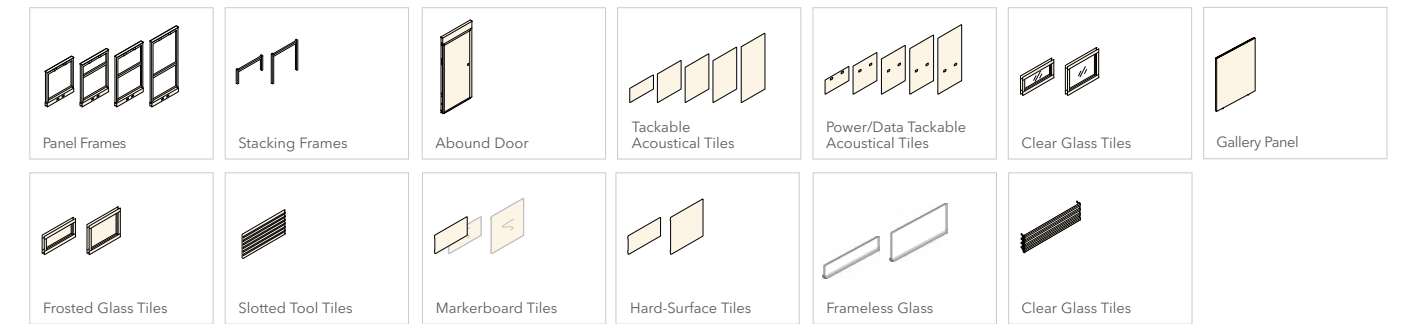 Panel Frames
Stacking Frames
Abound Door
Tackable
Acoustical Tiles
Power/Data Tackable
Acoustical Tiles
Clear Glass Tiles
Gallery Panel
Frosted Glass Tiles
Slotted Tool Tiles
Markerboard Tiles
Hard-Surface Tiles
Frameless Glass
Clear Glass Tiles